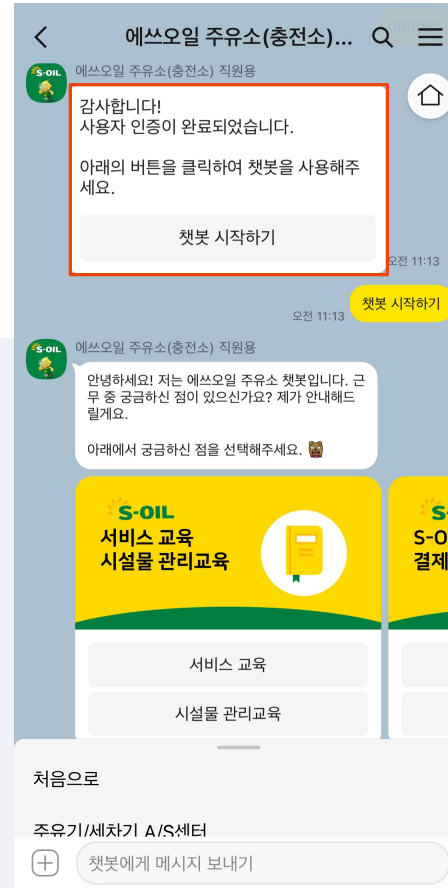 에쓰오일 주유소(충전소)...
에쓰오일 주유소(충전소) 직원용
S-OIL
감사합니다!
사용자 인증이 완료되었습니다.
아래의 버튼을 클릭하여 챗봇을 사용해주
세요.
챗봇 시작하기
오전 11:13
챗봇 시작하기
오전 11:13
에쓰오일 주유소(충전소) 직원용
S-OIL
안녕하세요! 저는 에쓰오일 주유소 챗봇입니다. 근
무 중 궁금하신 점이 있으신가요? 제가 안내해드
릴게요.
아래에서 궁금하신 점을 선택해주세요.
S-OIL
서비스 교육
시설물 관리교육
서비스 교육
시설물 관리교육
S-
S-O
결제
처음으로
주유기/세차기 A/S센터
챗봇에게 메시지 보내기